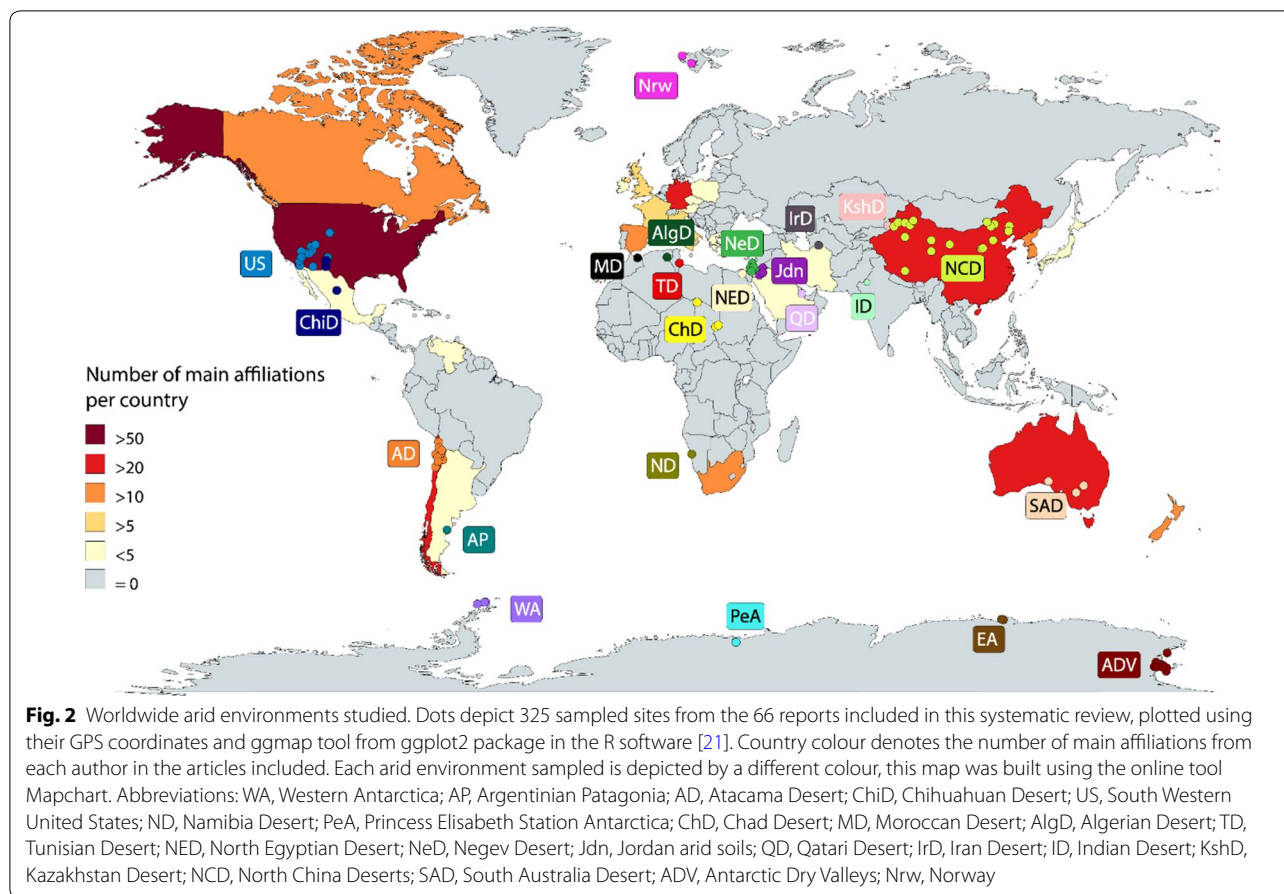 Nrw
KshD
IrD
AlgD
NeD
US
MD
Jdn
NCD
TD
NED
ID
QD
ChiD
ChD
Number of main affiliations
per country
>50
>20
>10
>5
<5
= 0
AD
ND
SAD
AP
WA
PeA
EA
ADV
Fig. 2 Worldwide arid environments studied. Dots depict 325 sampled sites from the 66 reports included in this systematic review, plotted using
their GPS coordinates and ggmap tool from ggplot2 package in the R software [21]. Country colour denotes the number of main affiliations from
each author in the articles included. Each arid environment sampled is depicted by a different colour, this map was built using the online tool
Mapchart. Abbreviations: WA, Western Antarctica; AP, Argentinian Patagonia; AD, Atacama Desert; ChiD, Chihuahuan Desert; US, South Western
United States; ND, Namibia Desert; PeA, Princess Elisabeth Station Antarctica; ChD, Chad Desert; MD, Moroccan Desert; AlgD, Algerian Desert; TD,
Tunisian Desert; NED, North Egyptian Desert; NeD, Negev Desert; Jdn, Jordan arid soils; QD, Qatari Desert; IrD, Iran Desert; ID, Indian Desert; KshD,
Kazakhstan Desert; NCD, North China Deserts; SAD, South Australia Desert; ADV, Antarctic Dry Valleys; Nrw, Norway